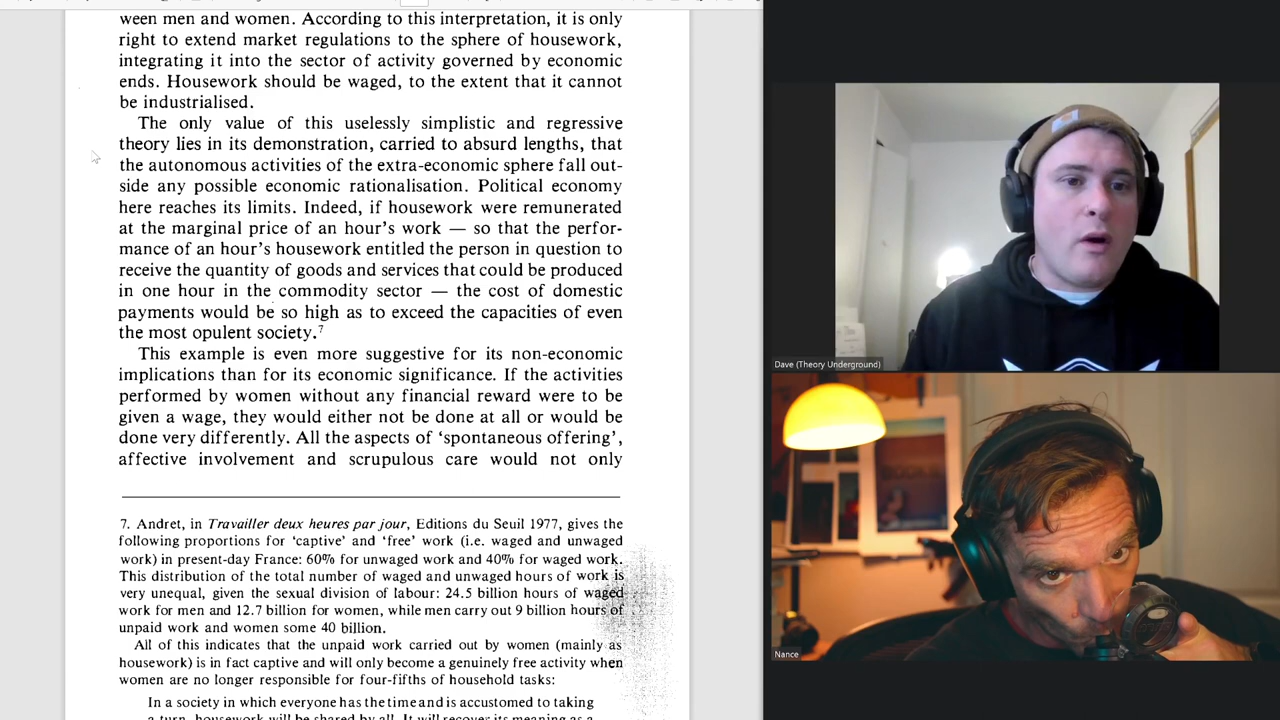 ween men and women. According to this interpretation, it is only
right to extend market regulations to the sphere of housework,
integrating it into the sector of activity governed by economic
ends. Housework should be waged, to the extent that it cannot
be industrialised.
The only value of this uselessly simplistic and regressive
theory lies in its demonstration, carried to absurd lengths, that
the autonomous activities of the extra-economic sphere fall out-
side any possible economic rationalisation. Political economy
here reaches its limits. Indeed, if housework were remunerated
at the marginal price of an hour's work — so that the perfor-
mance of an hour's housework entitled the person in question to
receive the quantity of goods and services that could be produced
in one hour in the commodity sector — the cost of domestic
payments would be so high as to exceed the capacities of even
the most opulent society.7
This example is even more suggestive for its non-economic
implications than for its economic significance. If the activities
performed by women without any financial reward were to be
given a wage, they would either not be done at all or would be
done very differently. All the aspects of ‘spontaneous offering’,
affective involvement and scrupulous care would not only
7. Andret, in Travailler deux heures par jour, Editions du Seuil 1977, gives the
following proportions for ‘captive’ and ‘free’ work (i.e. waged and unwaged
work) in present-day France: 60% for unwaged work and 40% for waged work.
This distribution of the total number of waged and unwaged hours of work is
very unequal, given the sexual division of labour: 24.5 billion hours of waged
work for men and 12.7 billion for women, while men carry out 9 billion hours of
unpaid work and women some 40 billion.
All of this indicates that the unpaid work carried out by women (mainly as
housework) is in fact captive and will only become a genuinely free activity when
women are no longer responsible for four-fifths of household tasks:
In a society in which everyone has the time and is accustomed to taking
a turn, housework will be shared by all. It will recover its meaning as a
Dave (Theory Underground)
Nance